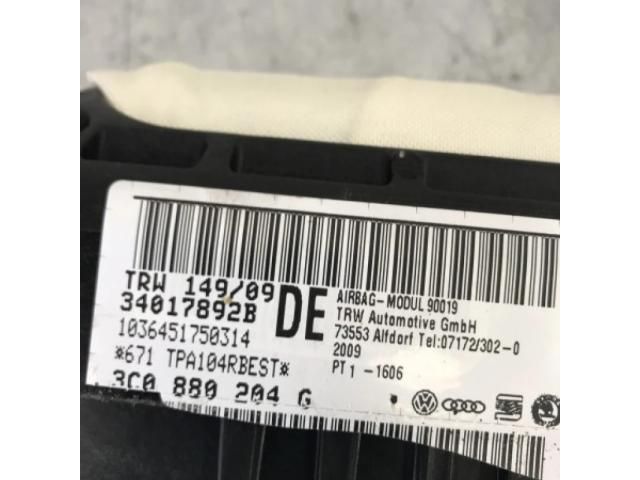 TRW 149/09
34017892B
DE
1036451750314
*671 TPA104RBEST*
3C0 880 204 G
AIRBAG-MODUL 90019
TRW Automotive GmbH
73553 Alfdorf Tel:07172/302-0
2009
PT1 -1606